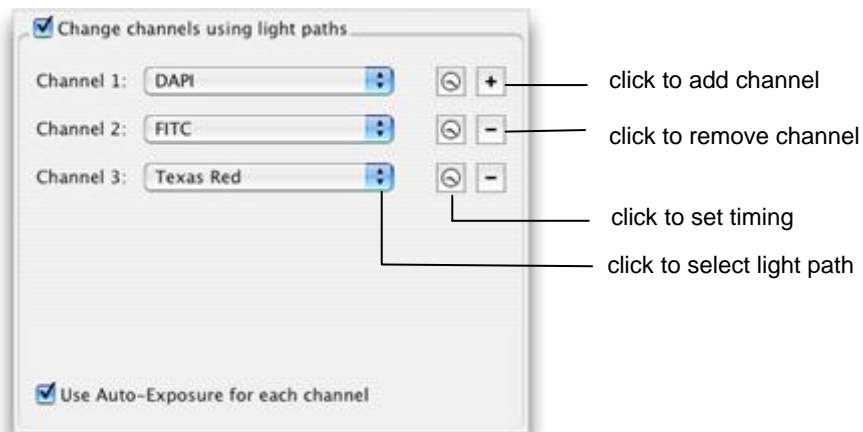 Change channels using light paths
Channel 1: DAPI + click to add channel
Channel 2: FITC - click to remove channel
Channel 3: Texas Red -
click to set timing
click to select light path
Use Auto-Exposure for each channel